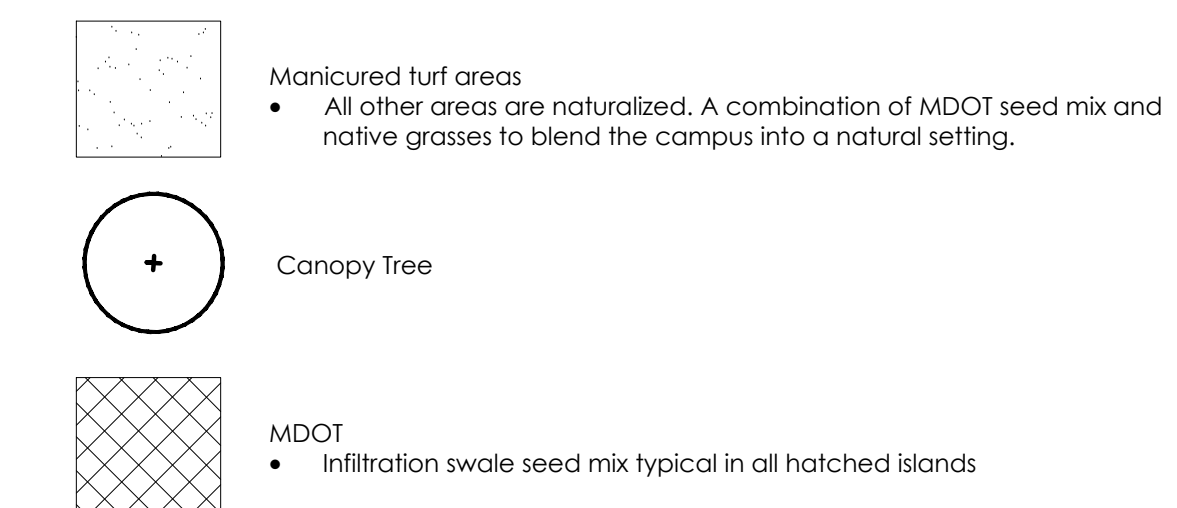 Manicured turf areas
• All other areas are naturalized. A combination of MDOT seed mix and
native grasses to blend the campus into a natural setting.
Canopy Tree
MDOT
• Infiltration swale seed mix typical in all hatched islands